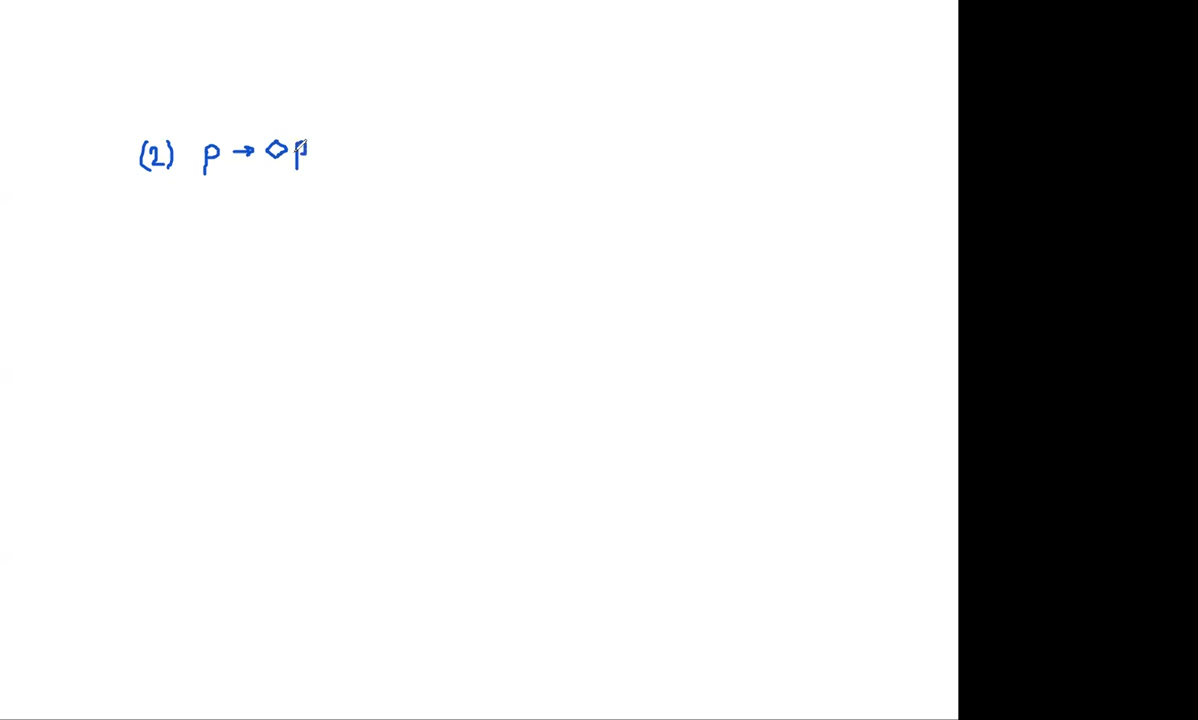 (2) p → ◇p